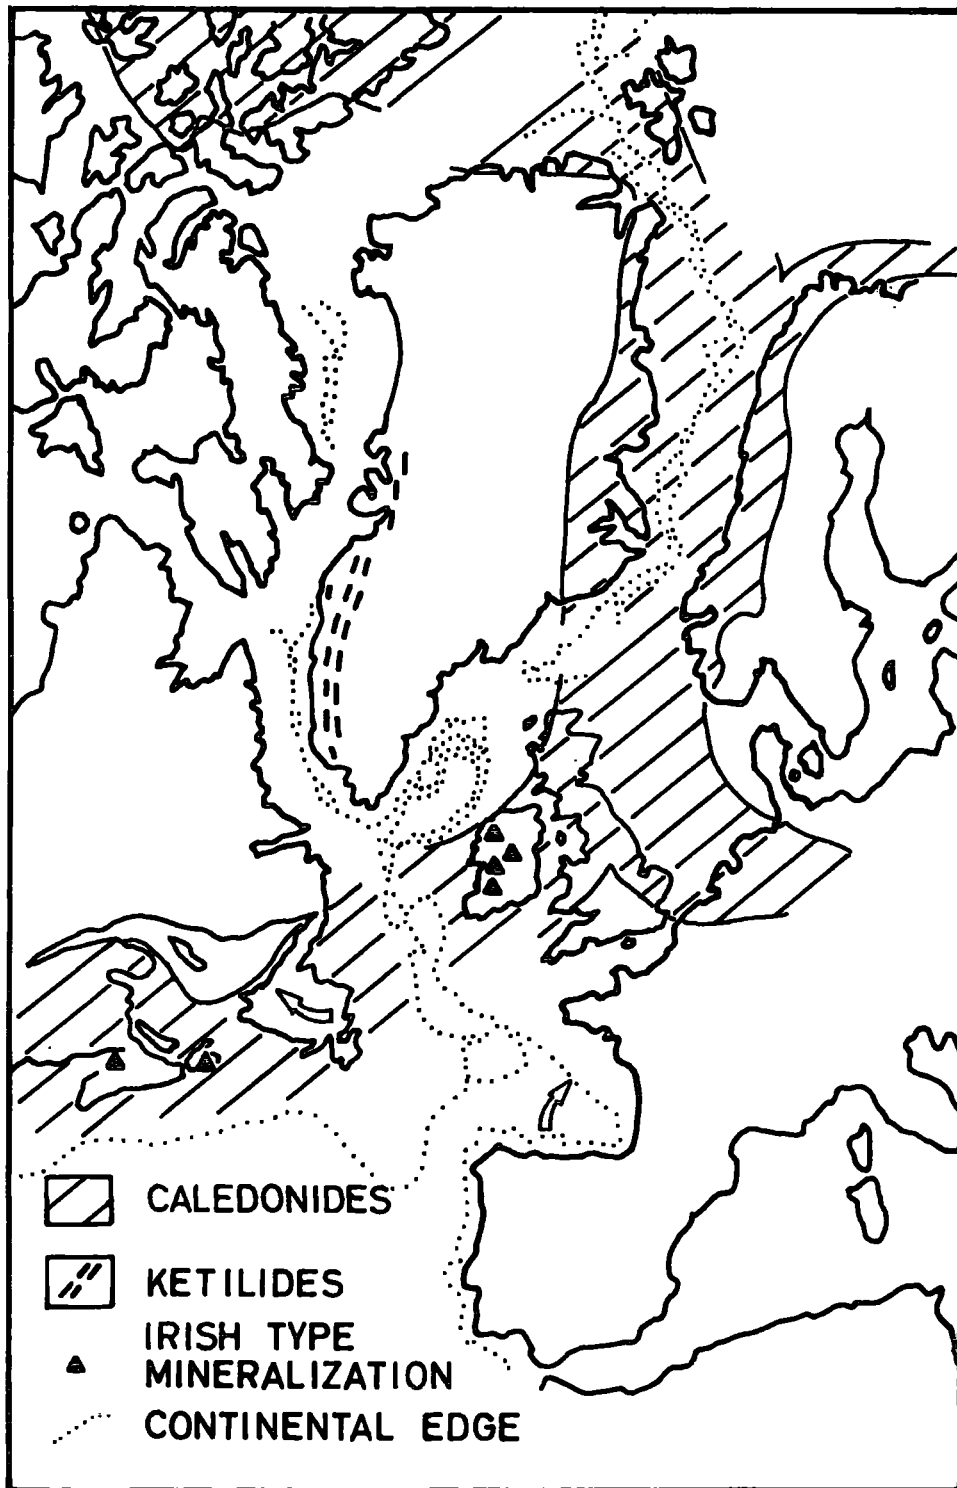 CALEDONIDES
KETILIDES
IRISH TYPE
MINERALIZATION
CONTINENTAL EDGE